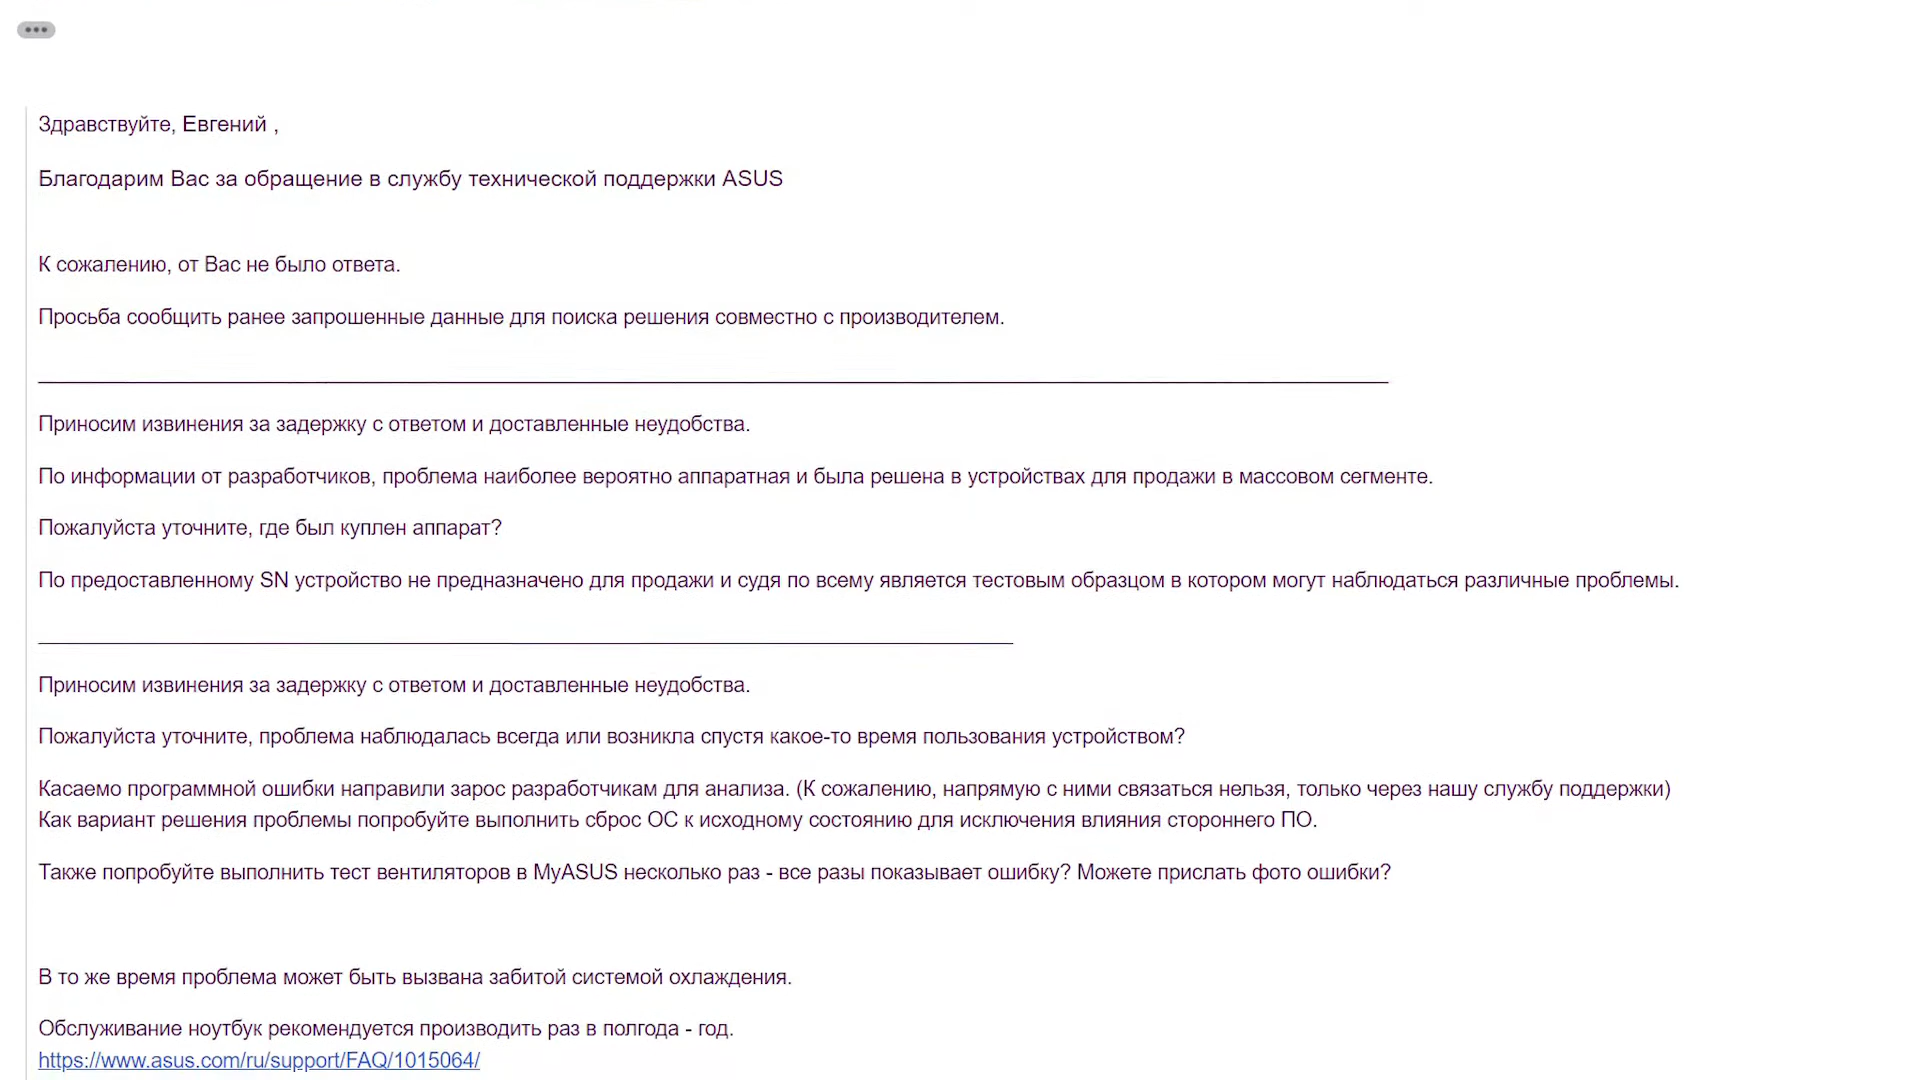 Здравствуйте, Евгений ,
Благодарим Вас за обращение в службу технической поддержки ASUS
К сожалению, от Вас не было ответа.
Просьба сообщить ранее запрошенные данные для поиска решения совместно с производителем.
Приносим извинения за задержку с ответом и доставленные неудобства.
По информации от разработчиков, проблема наиболее вероятно аппаратная и была решена в устройствах для продажи в массовом сегменте.
Пожалуйста уточните, где был куплен аппарат?
По предоставленному SN устройство не предназначено для продажи и судя по всему является тестовым образцом в котором могут наблюдаться различные проблемы.
Приносим извинения за задержку с ответом и доставленные неудобства.
Пожалуйста уточните, проблема наблюдалась всегда или возникла спустя какое-то время пользования устройством?
Касаемо программной ошибки направили зарос разработчикам для анализа. (К сожалению, напрямую с ними связаться нельзя, только через нашу службу поддержки)
Как вариант решения проблемы попробуйте выполнить сброс ОС к исходному состоянию для исключения влияния стороннего ПО.
Также попробуйте выполнить тест вентиляторов в MyASUS несколько раз - все разы показывает ошибку? Можете прислать фото ошибки?
В то же время проблема может быть вызвана забитой системой охлаждения.
Обслуживание ноутбук рекомендуется производить раз в полгода - год.
https://www.asus.com/ru/support/FAQ/1015064/